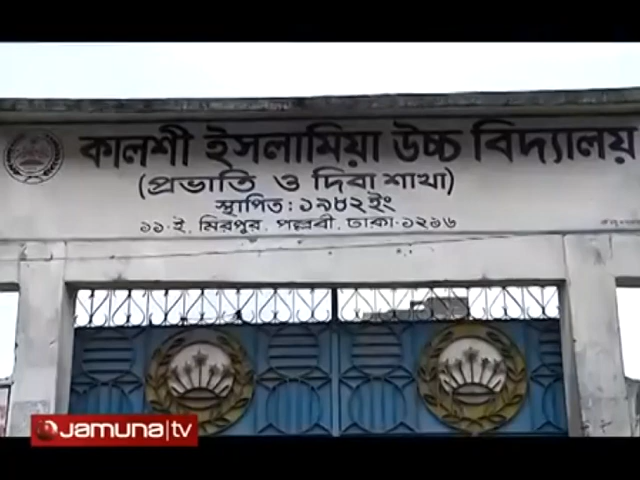 কালশী ইসলামিয়া উচ্চ বিদ্যালয়
(প্রভাতি ও দিবা শাখা)
স্থাপিত: ১৯৮২ইং
১১-ই, মিরপুর, পল্লবী, ঢাকা-১২১৬
JAMUNA|tv